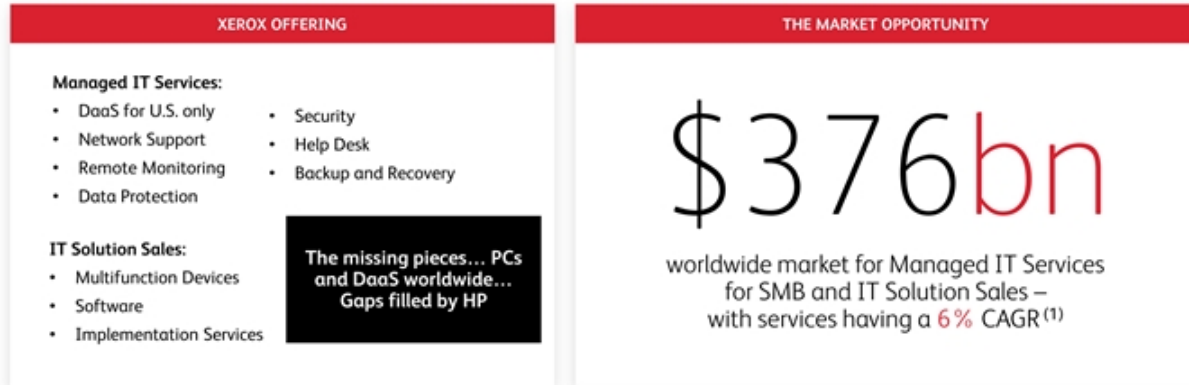 XEROX OFFERING
Managed IT Services:
• DaaS for U.S. only
• Network Support
• Remote Monitoring
• Data Protection
• Security
• Help Desk
• Backup and Recovery
IT Solution Sales:
• Multifunction Devices
• Software
• Implementation Services
The missing pieces... PCs
and DaaS worldwide...
Gaps filled by HP
THE MARKET OPPORTUNITY
$376bn
worldwide market for Managed IT Services
for SMB and IT Solution Sales –
with services having a 6% CAGR (1)